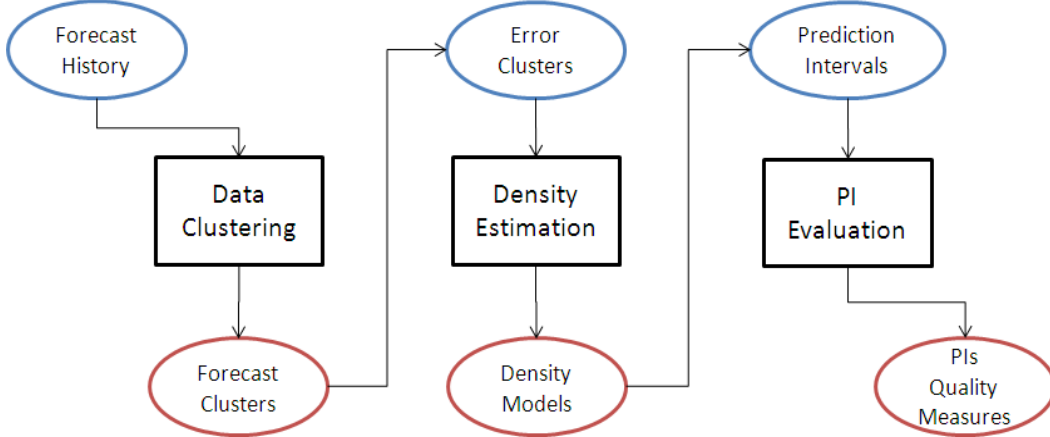 Forecast
History
Error
Clusters
Prediction
Intervals
Data
Clustering
Density
Estimation
PI
Evaluation
Forecast
Clusters
Density
Models
PIs
Quality
Measures